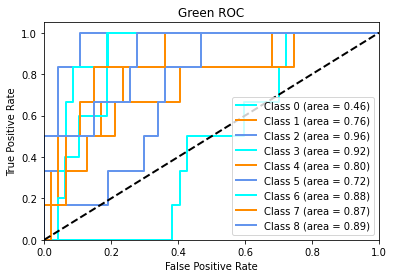 Green ROC
True Positive Rate
1.0
0.8
0.6
0.4
0.2
0.0
Class 0 (area = 0.46)
Class 1 (area = 0.76)
Class 2 (area = 0.96)
Class 3 (area = 0.92)
Class 4 (area = 0.80)
Class 5 (area = 0.72)
Class 6 (area = 0.88)
Class 7 (area = 0.87)
Class 8 (area = 0.89)
0.0 0.2 0.4 0.6 0.8 1.0
False Positive Rate